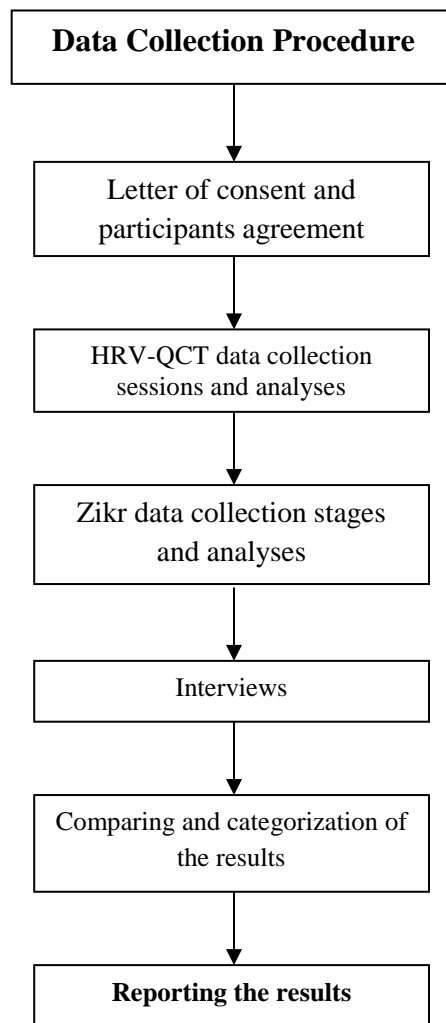 Data Collection Procedure
Letter of consent and
participants agreement
HRV-QCT data collection
sessions and analyses
Zikr data collection stages
and analyses
Interviews
Comparing and categorization of
the results
Reporting the results